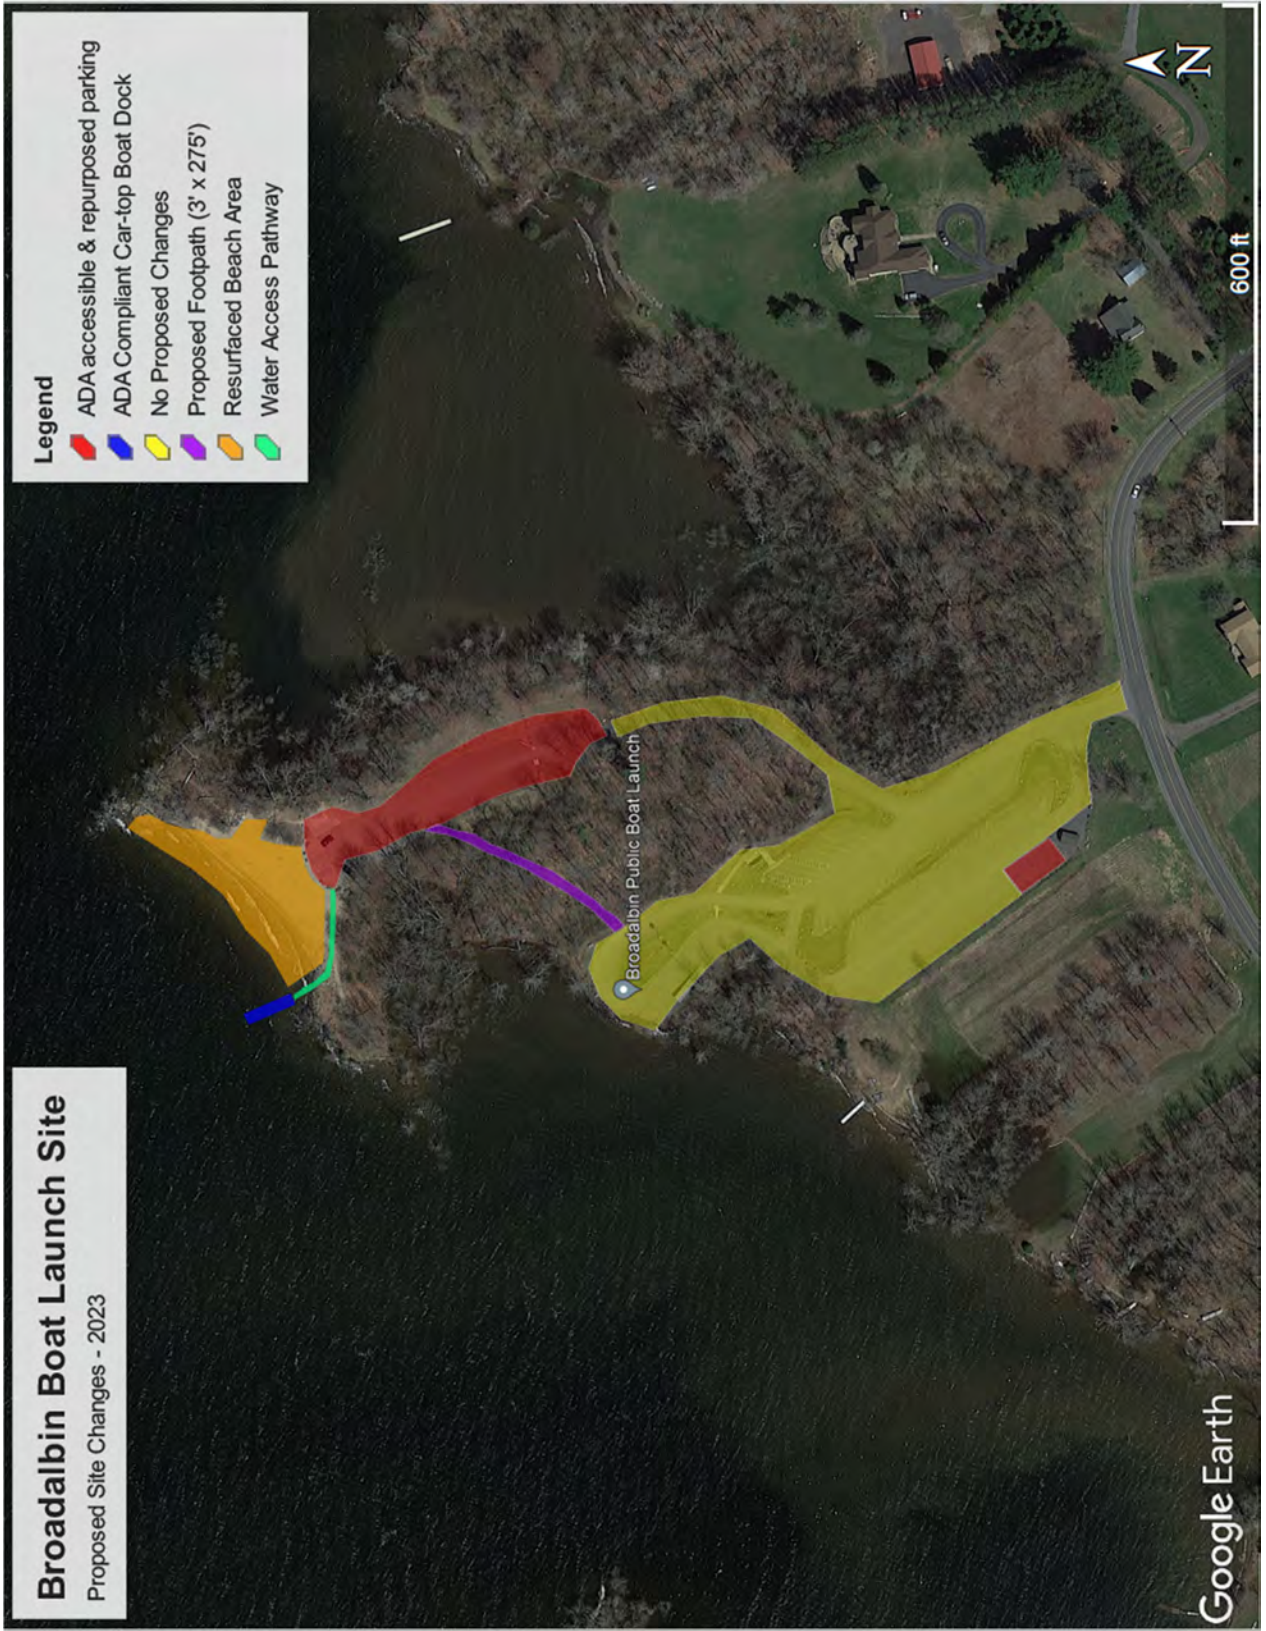 Broadalbin Boat Launch Site
Proposed Site Changes - 2023
Legend
ADA accessible & repurposed parking
ADA Compliant Car-top Boat Dock
No Proposed Changes
Proposed Footpath (3' x 275')
Resurfaced Beach Area
Water Access Pathway
Broadalbin Public Boat Launch
Google Earth
N
600 ft